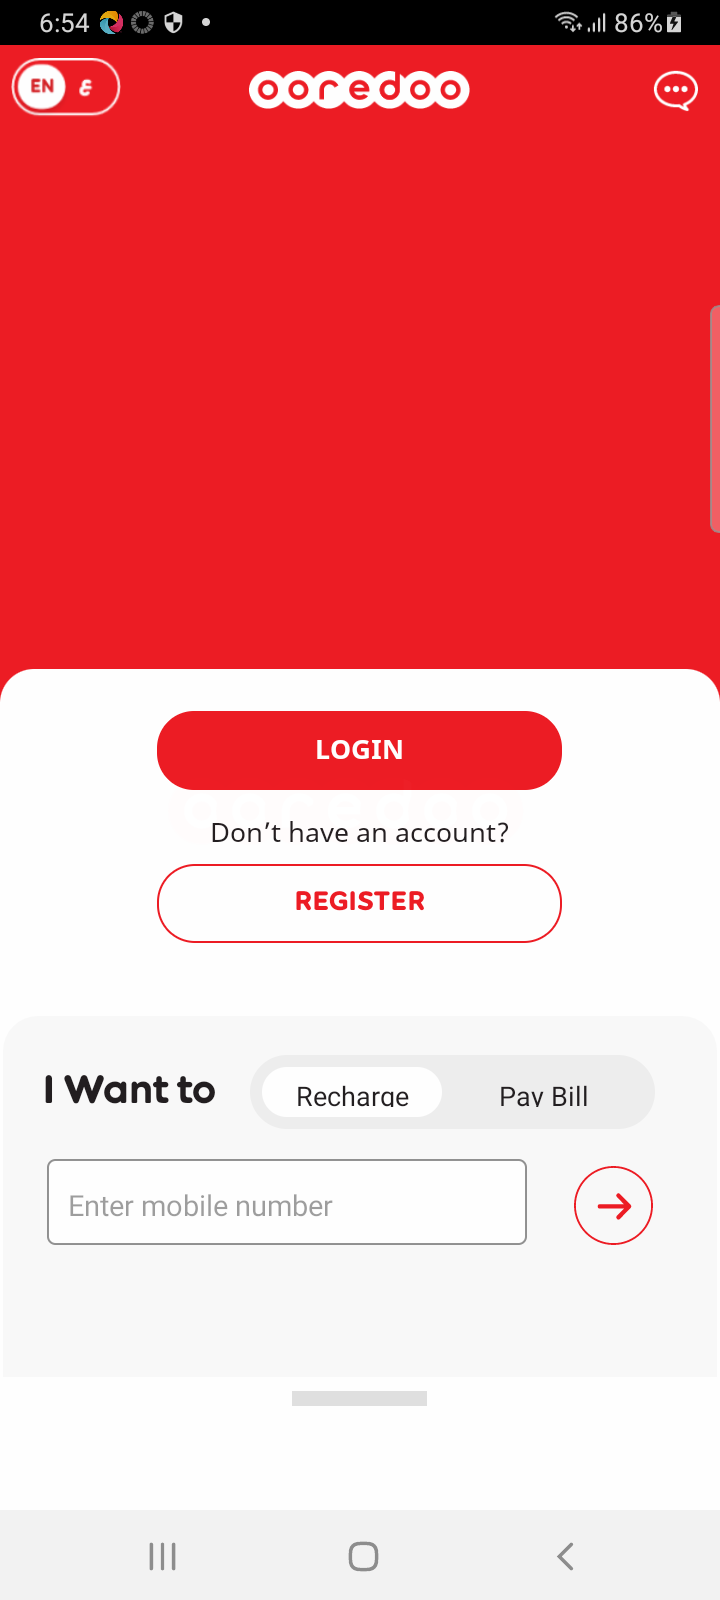 6:54
86%
EN ع
ooredoo
LOGIN
Don't have an account?
REGISTER
I Want to
Recharge
Pay Bill
Enter mobile number